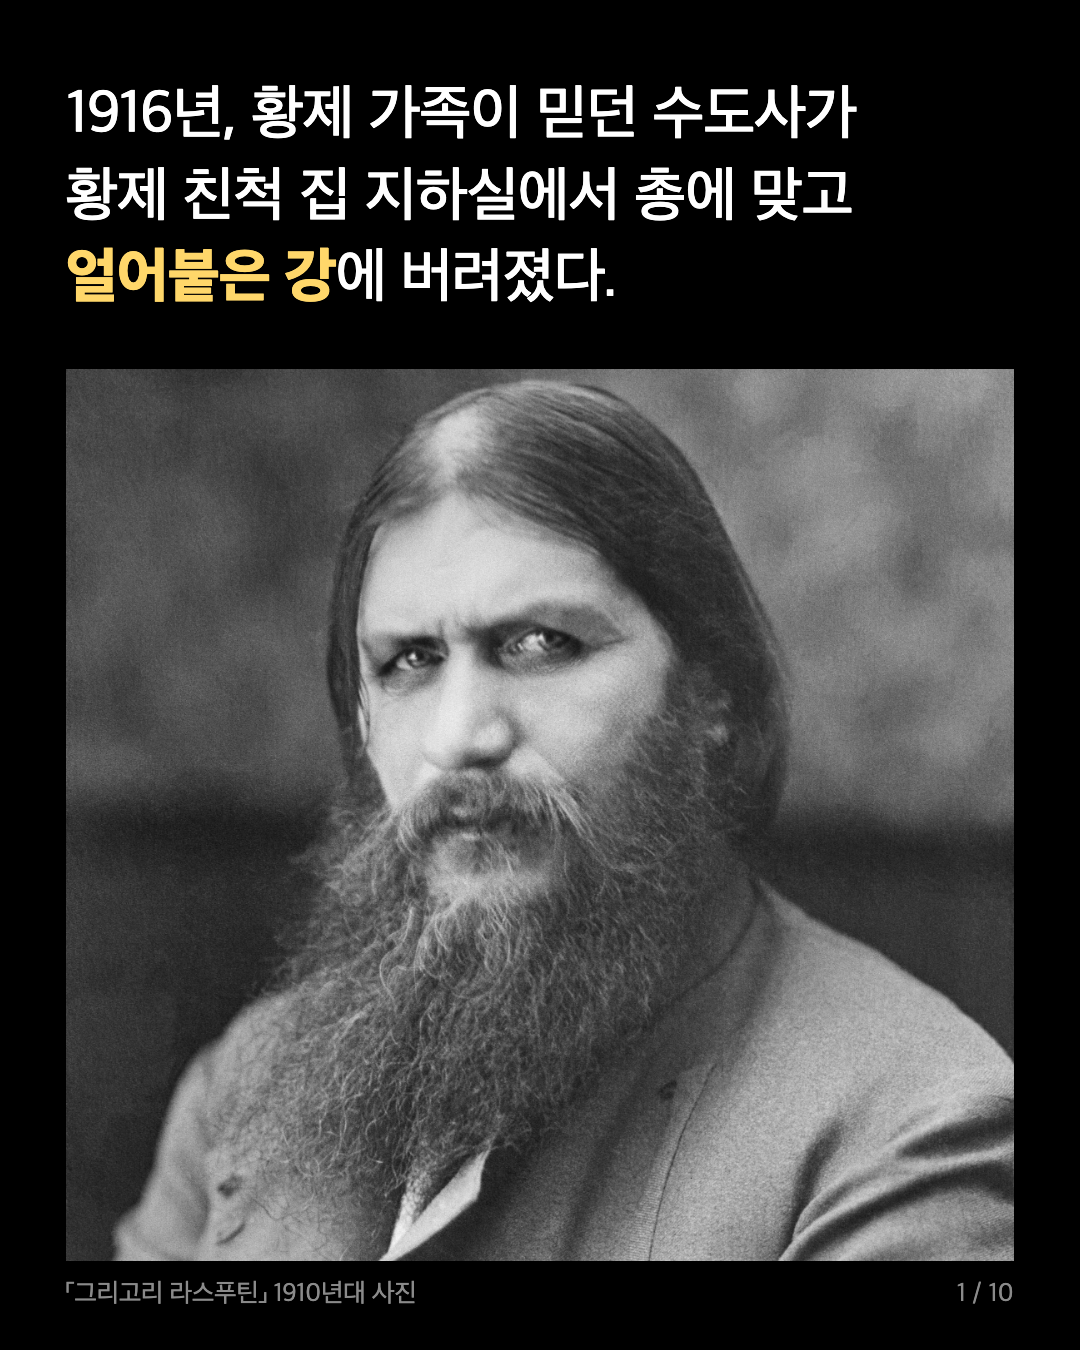 1916년, 황제 가족이 믿던 수도사가
황제 친척 집 지하실에서 총에 맞고
얼어붙은 강에 버려졌다.
「그리고리 라스푸틴」 1910년대 사진
1 / 10